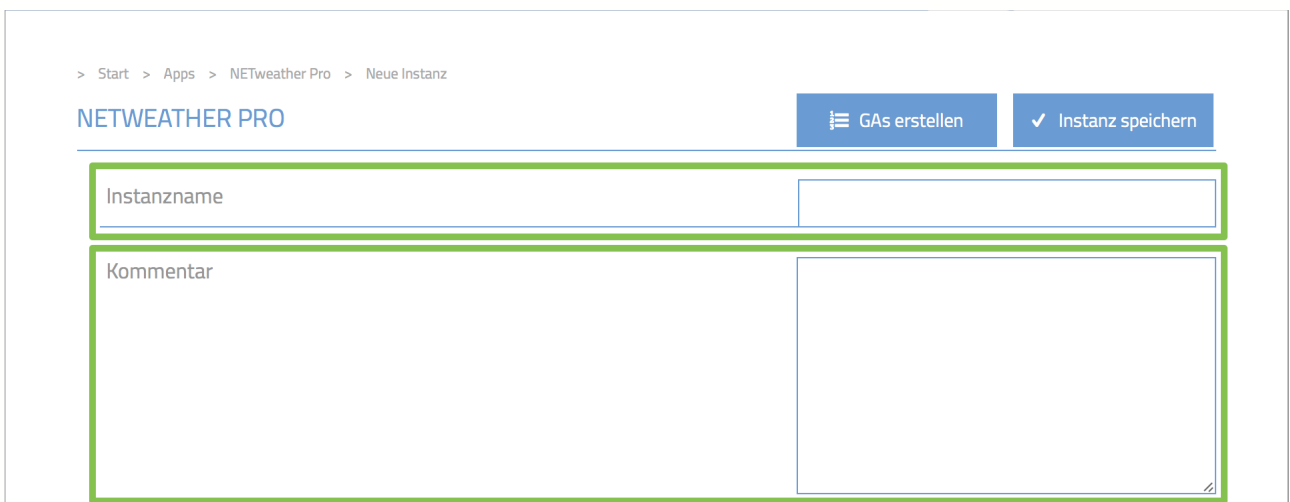 > Start > Apps > NETweather Pro > Neue Instanz
NETWEATHER PRO
GAs erstellen
Instanz speichern
Instanzname
Kommentar